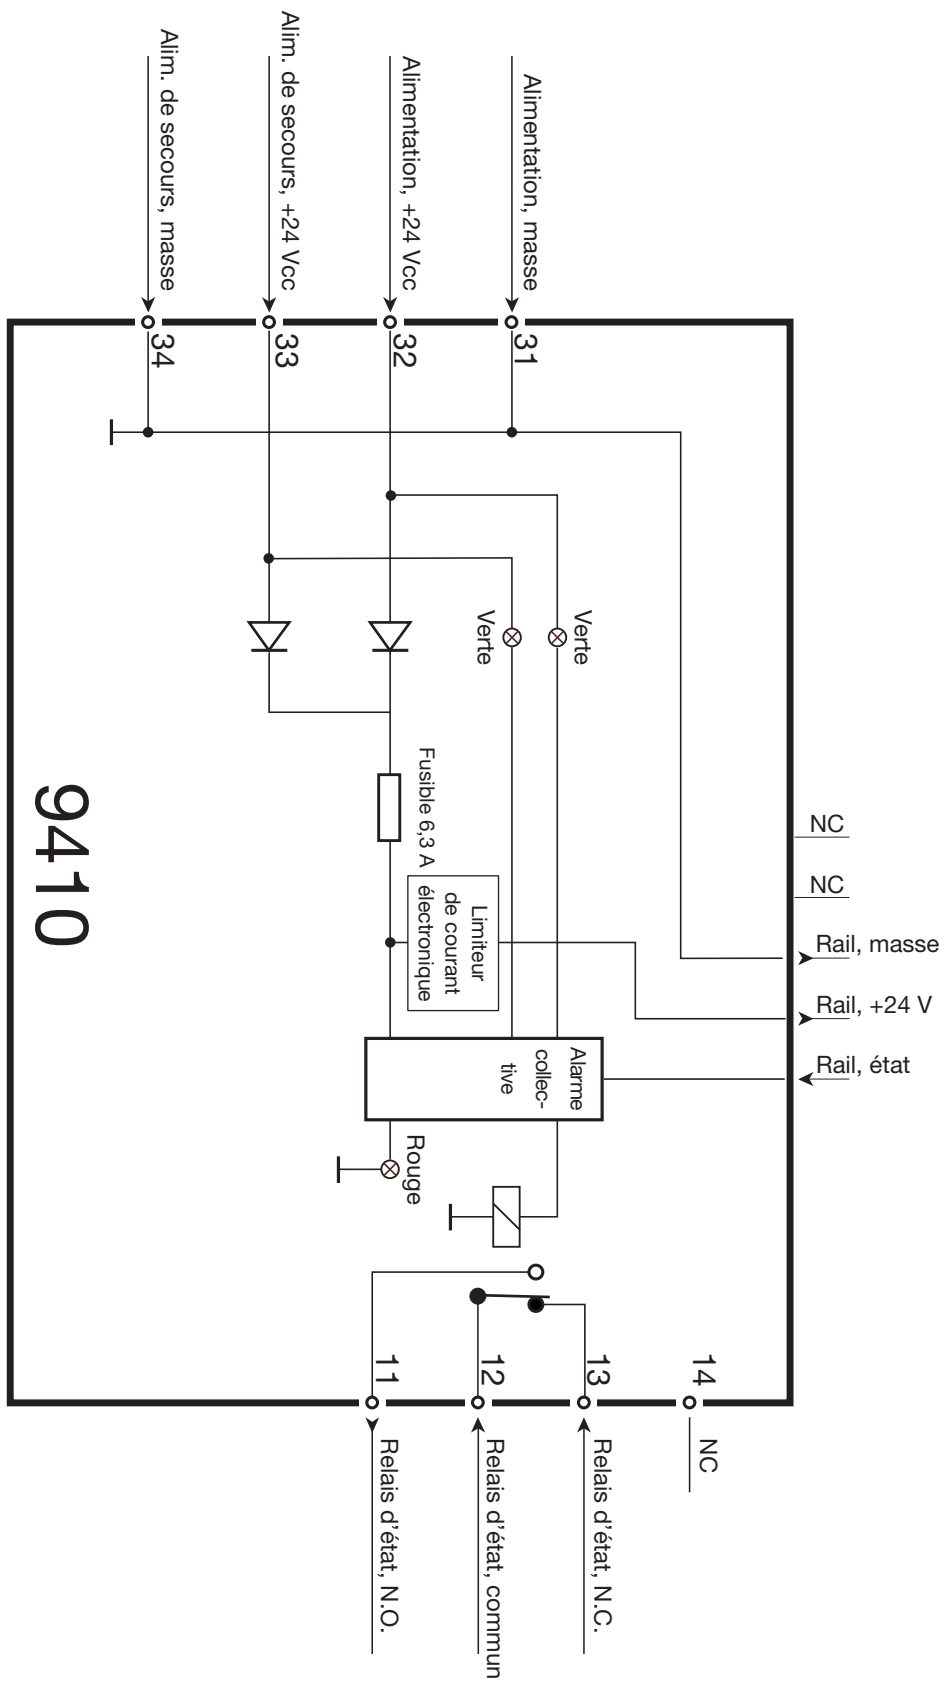 Alim. de secours, masse
Alim. de secours, +24 Vcc
Alimentation, +24 Vcc
Alimentation, masse
34
33
32
31
Verte
Verte
Fusible 6,3 A
Limiteur
de courant
électronique
Alarme
collec-
tive
Rouge
9410
NC
NC
Rail, masse
Rail, +24 V
Rail, état
11
12
13
14
Relais d'état, N.O.
Relais d'état, commun
Relais d'état, N.C.
NC